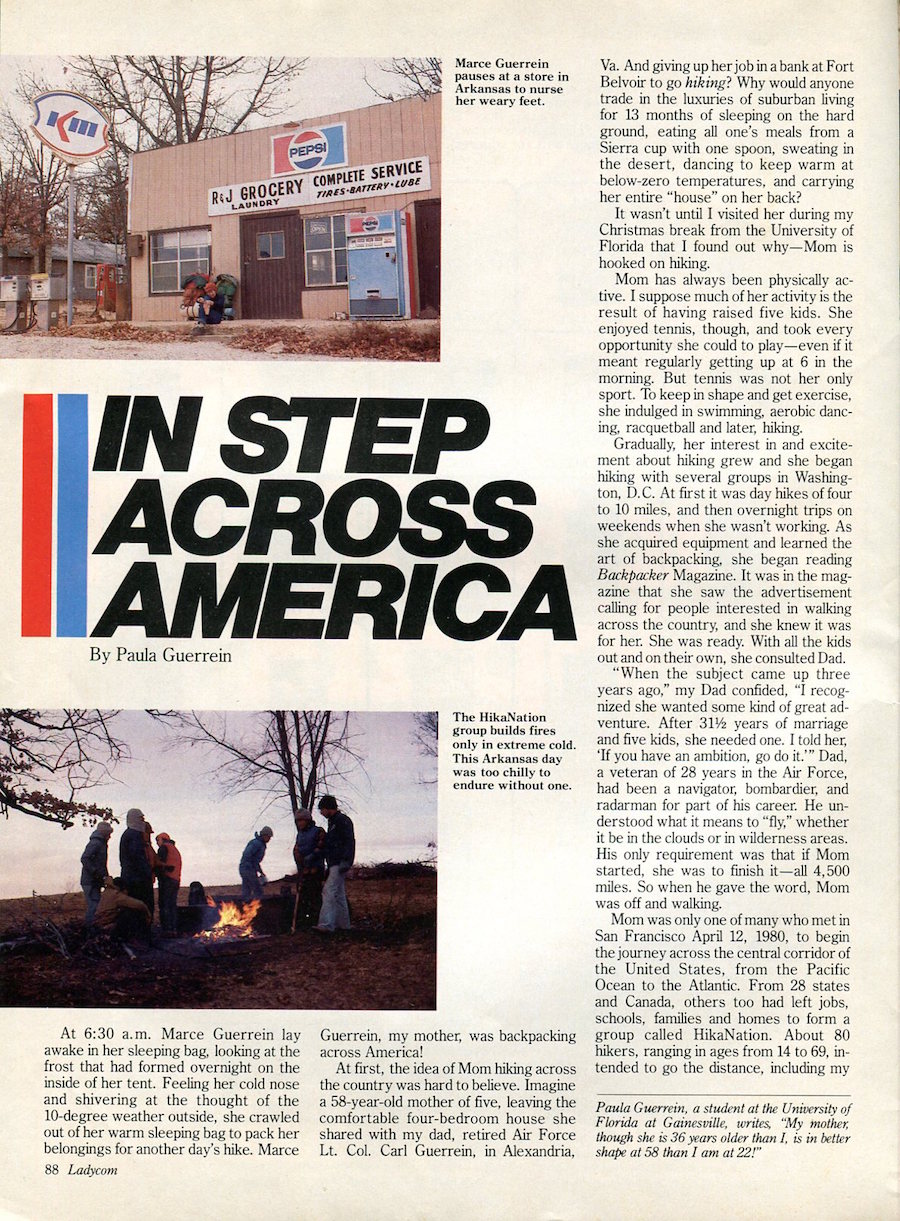 Marce Guerrein
pauses at a store in
Arkansas to nurse
her weary feet.
Km
PEPSI
R&J GROCERY
LAUNDRY
COMPLETE SERVICE
TIRES·BATTERY·LUBE
PEPSI
IN STEP
ACROSS
AMERICA
By Paula Guerrein
The HikaNation
group builds fires
only in extreme cold.
This Arkansas day
was too chilly to
endure without one.
At 6:30 a.m. Marce Guerrein lay
awake in her sleeping bag, looking at the
frost that had formed overnight on the
inside of her tent. Feeling her cold nose
and shivering at the thought of the
10-degree weather outside, she crawled
out of her warm sleeping bag to pack her
belongings for another day's hike. Marce
Guerrein, my mother, was backpacking
across America!
At first, the idea of Mom hiking across
the country was hard to believe. Imagine
a 58-year-old mother of five, leaving the
comfortable four-bedroom house she
shared with my dad, retired Air Force
Lt. Col. Carl Guerrein, in Alexandria,
Va. And giving up her job in a bank at Fort
Belvoir to go hiking? Why would anyone
trade in the luxuries of suburban living
for 13 months of sleeping on the hard
ground, eating all one's meals from a
Sierra cup with one spoon, sweating in
the desert, dancing to keep warm at
below-zero temperatures, and carrying
her entire "house" on her back?
It wasn't until I visited her during my
Christmas break from the University of
Florida that I found out why—Mom is
hooked on hiking.
Mom has always been physically ac-
tive. I suppose much of her activity is the
result of having raised five kids. She
enjoyed tennis, though, and took every
opportunity she could to play—even if it
meant regularly getting up at 6 in the
morning. But tennis was not her only
sport. To keep in shape and get exercise,
she indulged in swimming, aerobic danc-
ing, racquetball and later, hiking.
Gradually, her interest in and excite-
ment about hiking grew and she began
hiking with several groups in Washing-
ton, D.C. At first it was day hikes of four
to 10 miles, and then overnight trips on
weekends when she wasn't working. As
she acquired equipment and learned the
art of backpacking, she began reading
Backpacker Magazine. It was in the mag-
azine that she saw the advertisement
calling for people interested in walking
across the country, and she knew it was
for her. She was ready. With all the kids
out and on their own, she consulted Dad.
"When the subject came up three
years ago," my Dad confided, "I recog-
nized she wanted some kind of great ad-
venture. After 31½ years of marriage
and five kids, she needed one. I told her,
'If you have an ambition, go do it.'" Dad,
a veteran of 28 years in the Air Force,
had been a navigator, bombardier, and
radarman for part of his career. He un-
derstood what it means to "fly," whether
it be in the clouds or in wilderness areas.
His only requirement was that if Mom
started, she was to finish it—all 4,500
miles. So when he gave the word, Mom
was off and walking.
Mom was only one of many who met in
San Francisco April 12, 1980, to begin
the journey across the central corridor of
the United States, from the Pacific
Ocean to the Atlantic. From 28 states
and Canada, others too had left jobs,
schools, families and homes to form a
group called HikaNation. About 80
hikers, ranging in ages from 14 to 69, in-
tended to go the distance, including my
Paula Guerrein, a student at the University of
Florida at Gainesville, writes, "My mother,
though she is 36 years older than I, is in better
shape at 58 than I am at 22!"
88 Ladycom